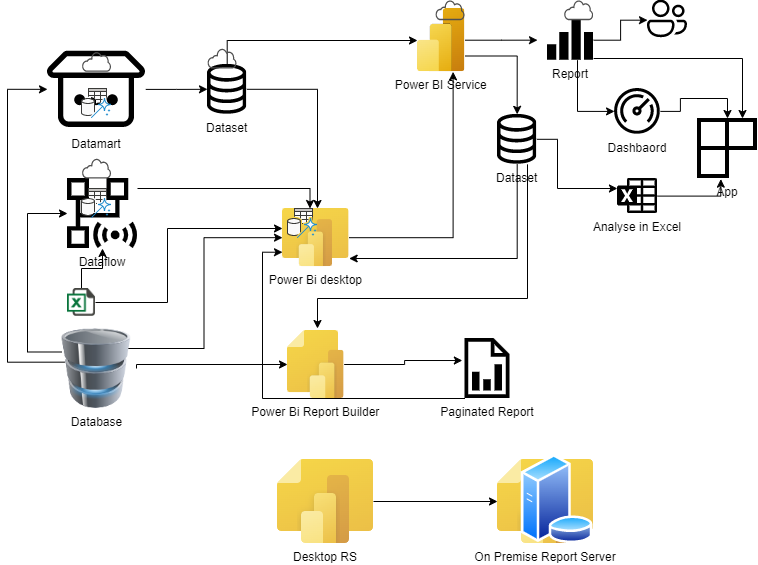 Power BI Service
Report
Datamart
Dataset
Dashbaord
Dataset
App
Analyse in Excel
Dataflow
Power Bi desktop
Database
Power Bi Report Builder
Paginated Report
Desktop RS
On Premise Report Server